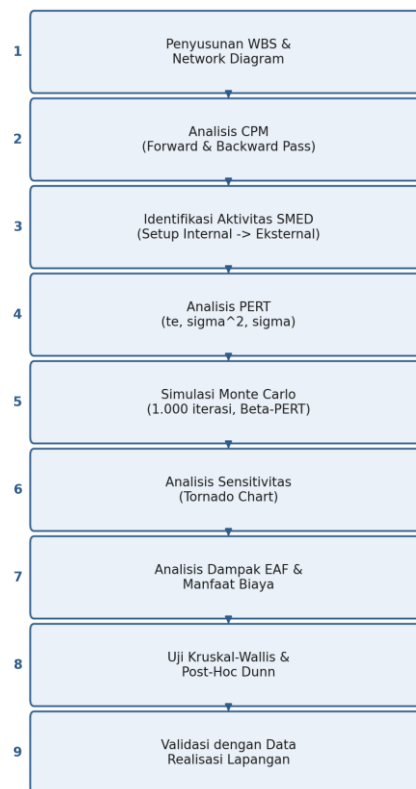 1
Penyusunan WBS &
Network Diagram
2
Analisis CPM
(Forward & Backward Pass)
3
Identifikasi Aktivitas SMED
(Setup Internal -> Eksternal)
4
Analisis PERT
(te, sigma^2, sigma)
5
Simulasi Monte Carlo
(1.000 iterasi, Beta-PERT)
6
Analisis Sensitivitas
(Tornado Chart)
7
Analisis Dampak EAF &
Manfaat Biaya
8
Uji Kruskal-Wallis &
Post-Hoc Dunn
9
Validasi dengan Data
Realisasi Lapangan